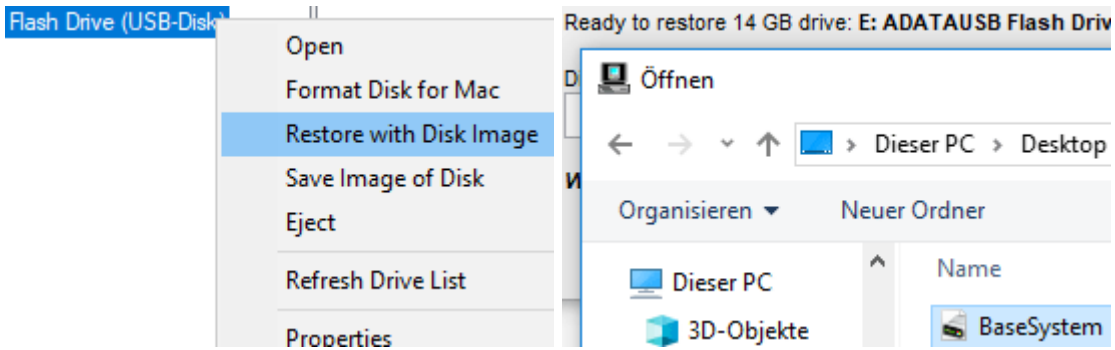 Flash Drive (USB-Disk)
Open
Format Disk for Mac
Restore with Disk Image
Save Image of Disk
Eject
Refresh Drive List
Properties
Ready to restore 14 GB drive: E: ADATAUSB Flash Driv
D
Öffnen
Dieser PC > Desktop
Organisieren
Neuer Ordner
Dieser PC
Name
3D-Objekte
BaseSystem